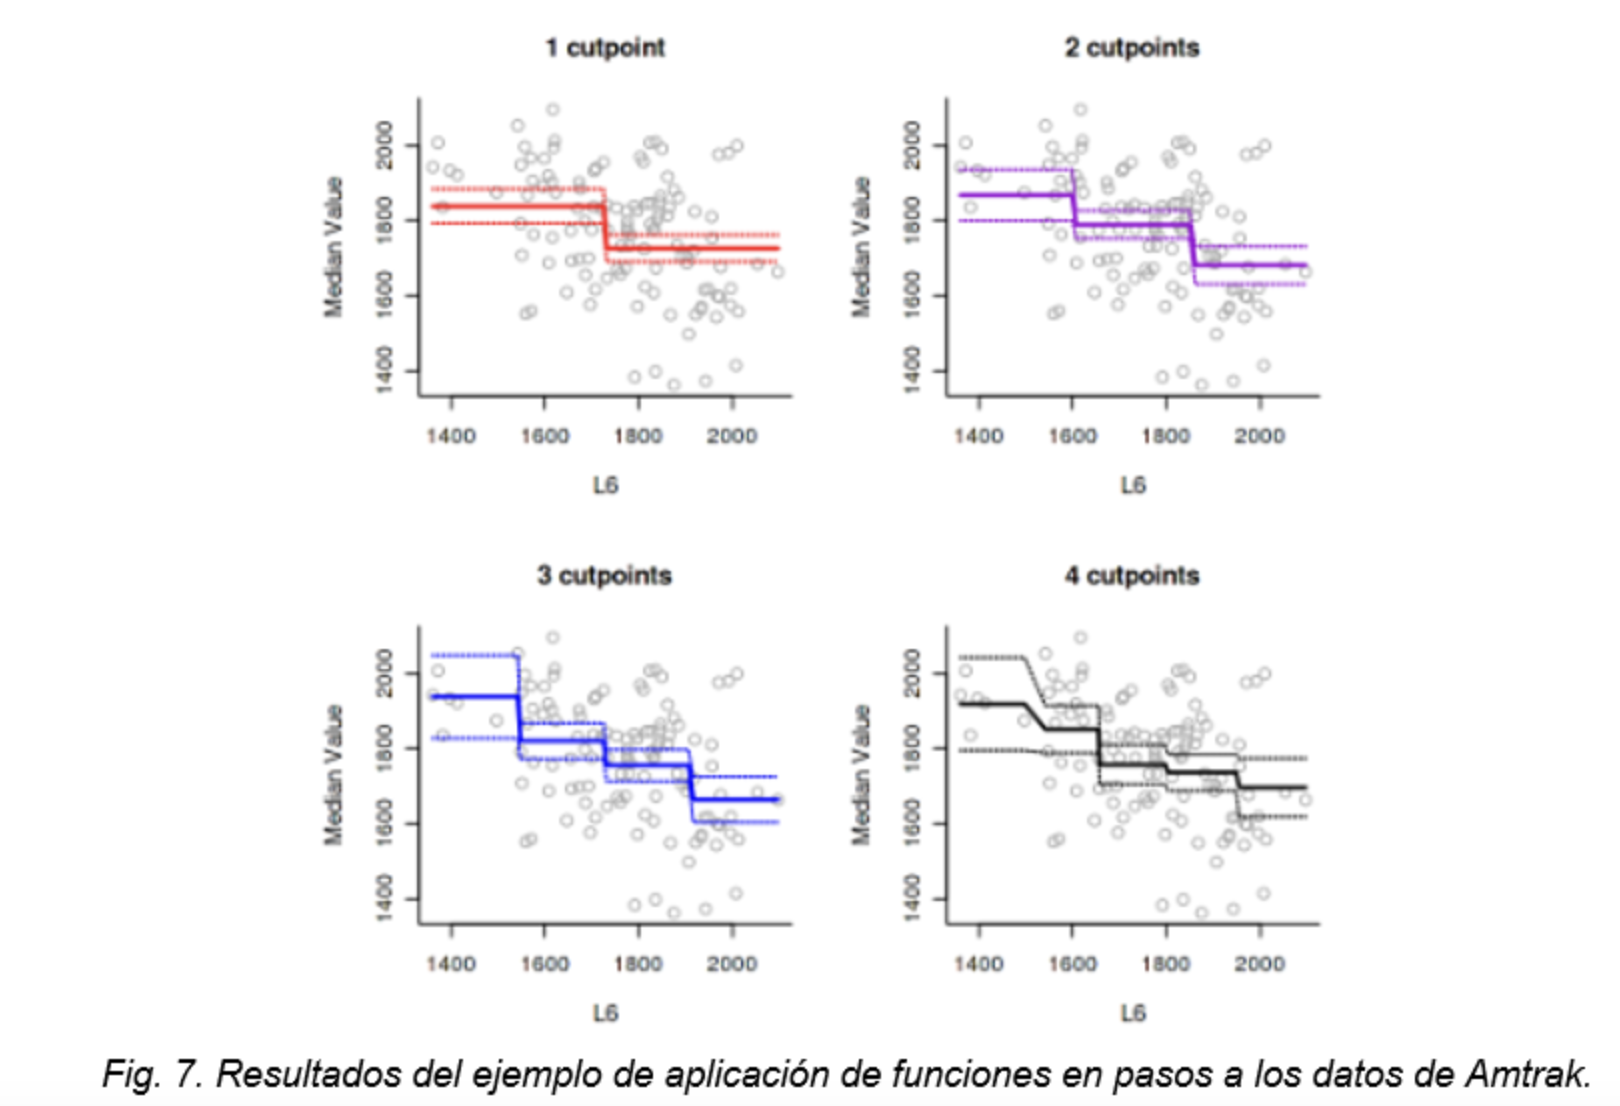 1 cutpoint
2 cutpoints
Median Value
1400 1600 1800 2000
1400 1600 1800 2000
L6
Median Value
1400 1600 1800 2000
1400 1600 1800 2000
L6
3 cutpoints
4 cutpoints
Median Value
1400 1600 1800 2000
1400 1600 1800 2000
L6
Median Value
1400 1600 1800 2000
1400 1600 1800 2000
L6
Fig. 7. Resultados del ejemplo de aplicación de funciones en pasos a los datos de Amtrak.